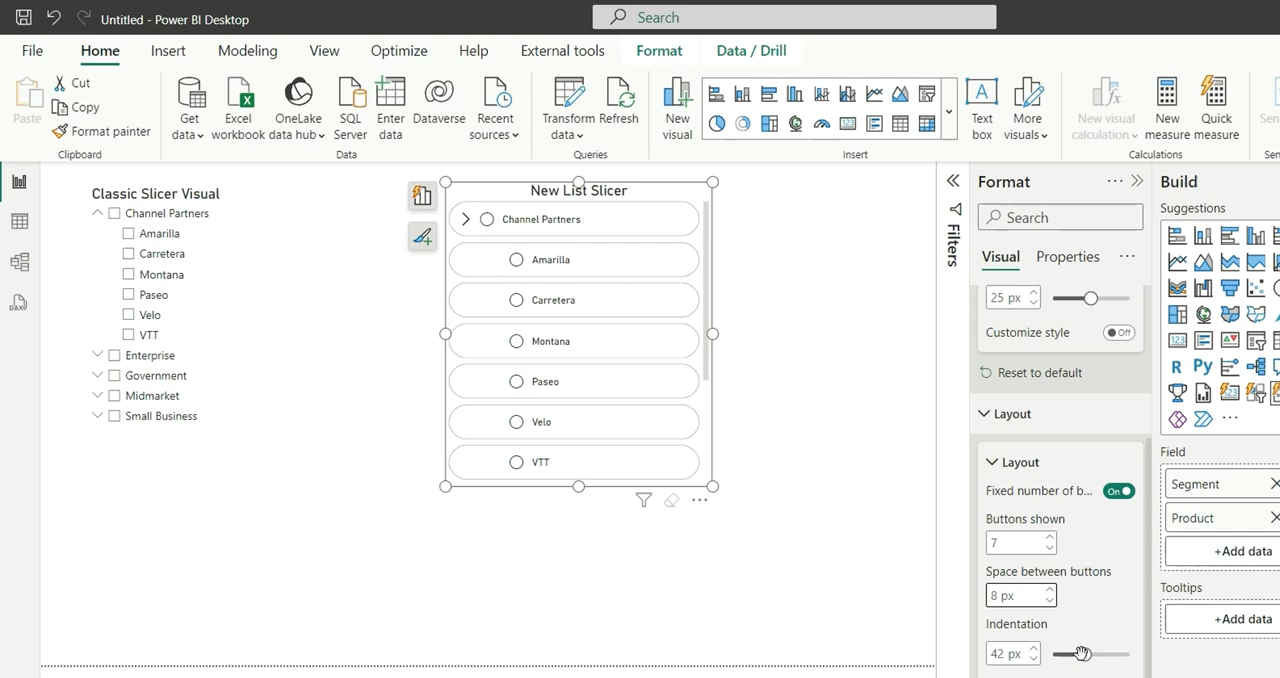 Untitled - Power BI Desktop
Search
File Home Insert Modeling View Optimize Help External tools Format Data / Drill
Paste
Cut
Copy
Format painter
Clipboard
Get data
Excel workbook
OneLake data hub
SQL Server
Enter data
Dataverse
Recent sources
Data
Transform data
Refresh
Queries
New visual
Insert
Text box
More visuals
New visual calculation
New measure
Quick measure
Calculations
Classic Slicer Visual
Channel Partners
Amarilla
Carretera
Montana
Paseo
Velo
VTT
Enterprise
Government
Midmarket
Small Business
New List Slicer
Channel Partners
Amarilla
Carretera
Montana
Paseo
Velo
VTT
Filters
Format
Search
Visual Properties
25 px
Customize style Off
Reset to default
Layout
Layout
Fixed number of b... On
Buttons shown
7
Space between buttons
8 px
Indentation
42 px
Build
Suggestions
123
R Py
Field
Segment
Product
+Add data
Tooltips
+Add data